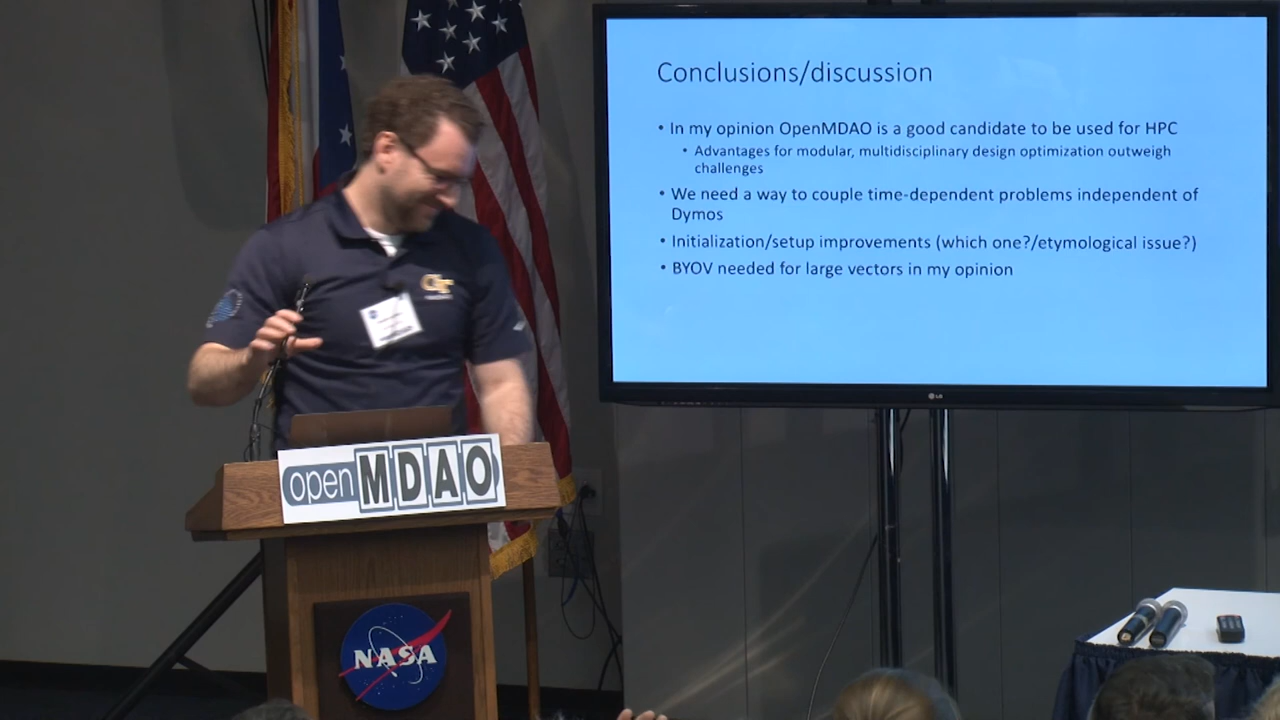 Conclusions/discussion
• In my opinion OpenMDAO is a good candidate to be used for HPC
• Advantages for modular, multidisciplinary design optimization outweigh
challenges
• We need a way to couple time-dependent problems independent of
Dymos
• Initialization/setup improvements (which one?/etymological issue?)
• BYOV needed for large vectors in my opinion
LG
GT
openMDAO
NASA